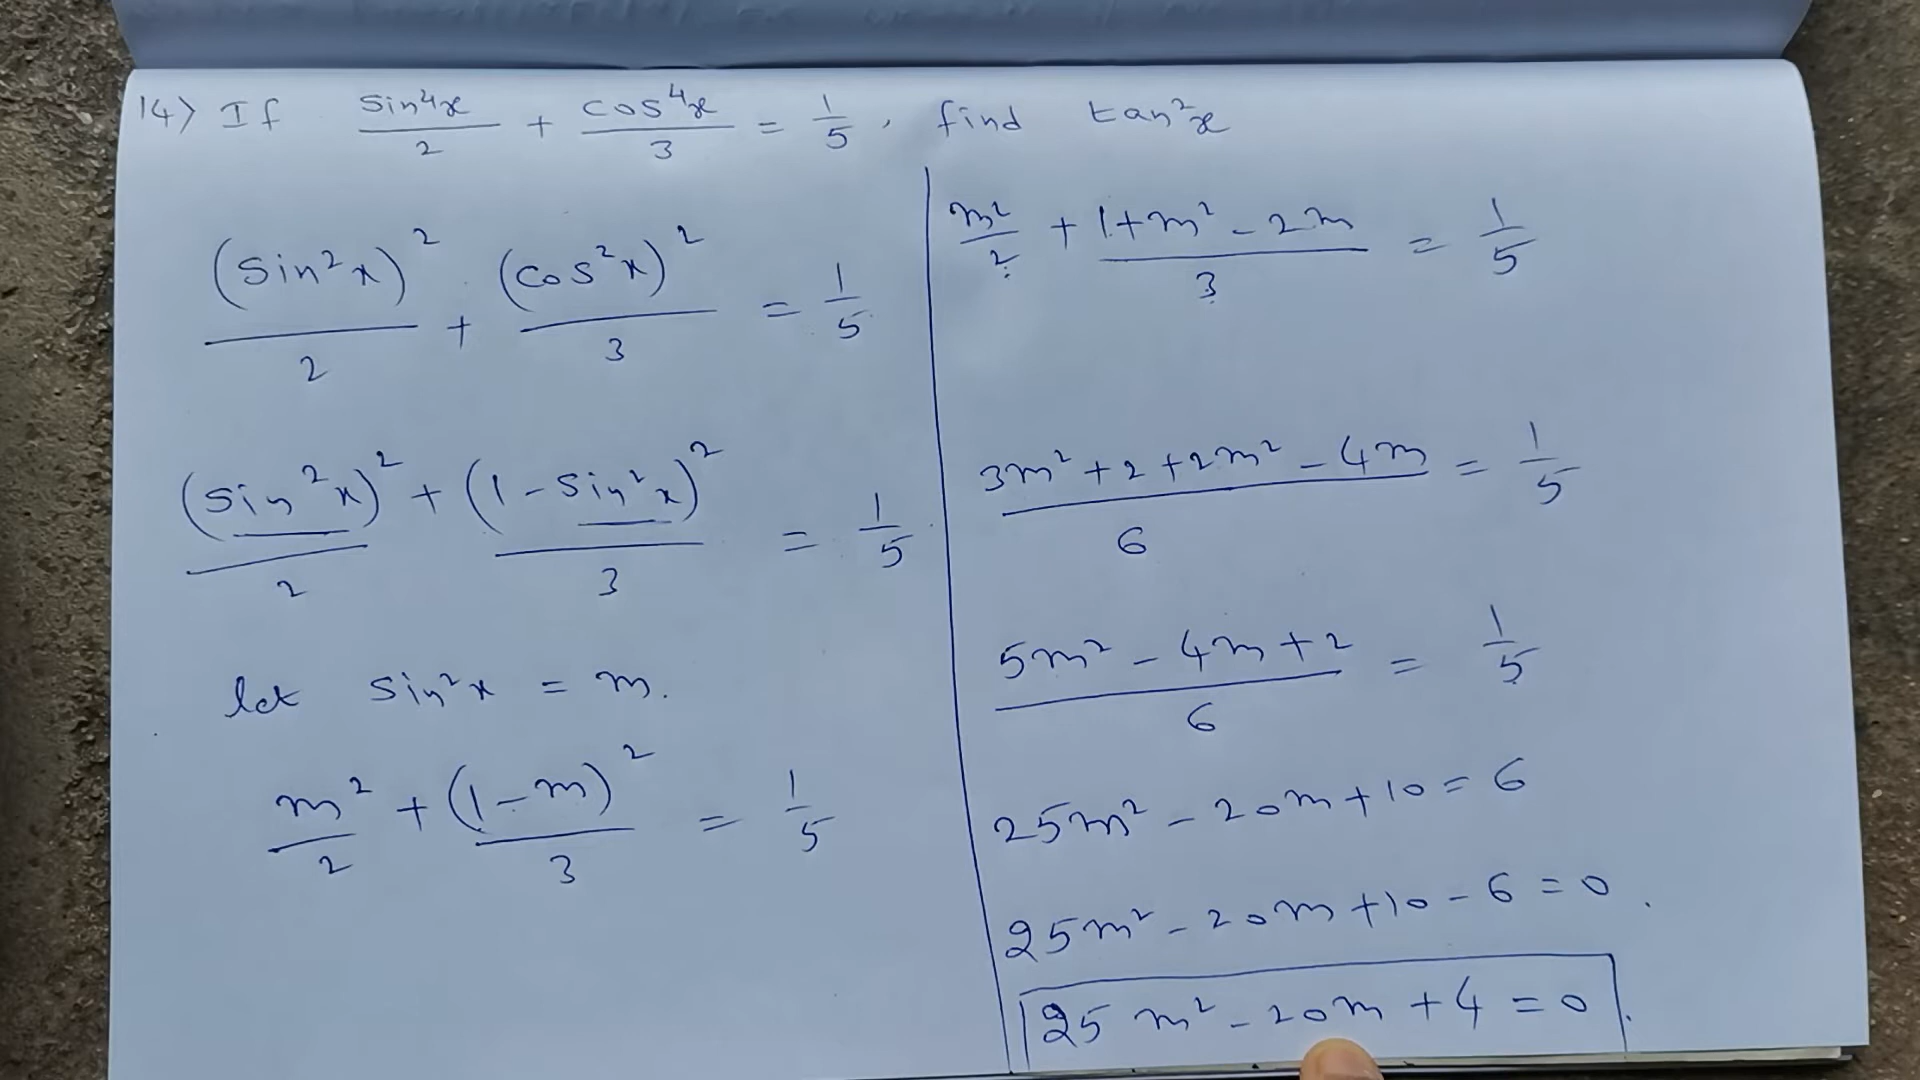 14) If sin⁴x/2 + cos⁴x/3 = 1/5, find tan²x
(sin²x)²/2 + (cos²x)²/3 = 1/5
(sin²x)²/2 + (1-sin²x)²/3 = 1/5
let sin²x = m.
m²/2 + (1-m)²/3 = 1/5
m²/2 + 1+m²-2m/3 = 1/5
3m²+2+2m²-4m/6 = 1/5
5m²-4m+2/6 = 1/5
25m²-20m+10=6
25m²-20m+10-6=0.
25m²-20m+4=0.